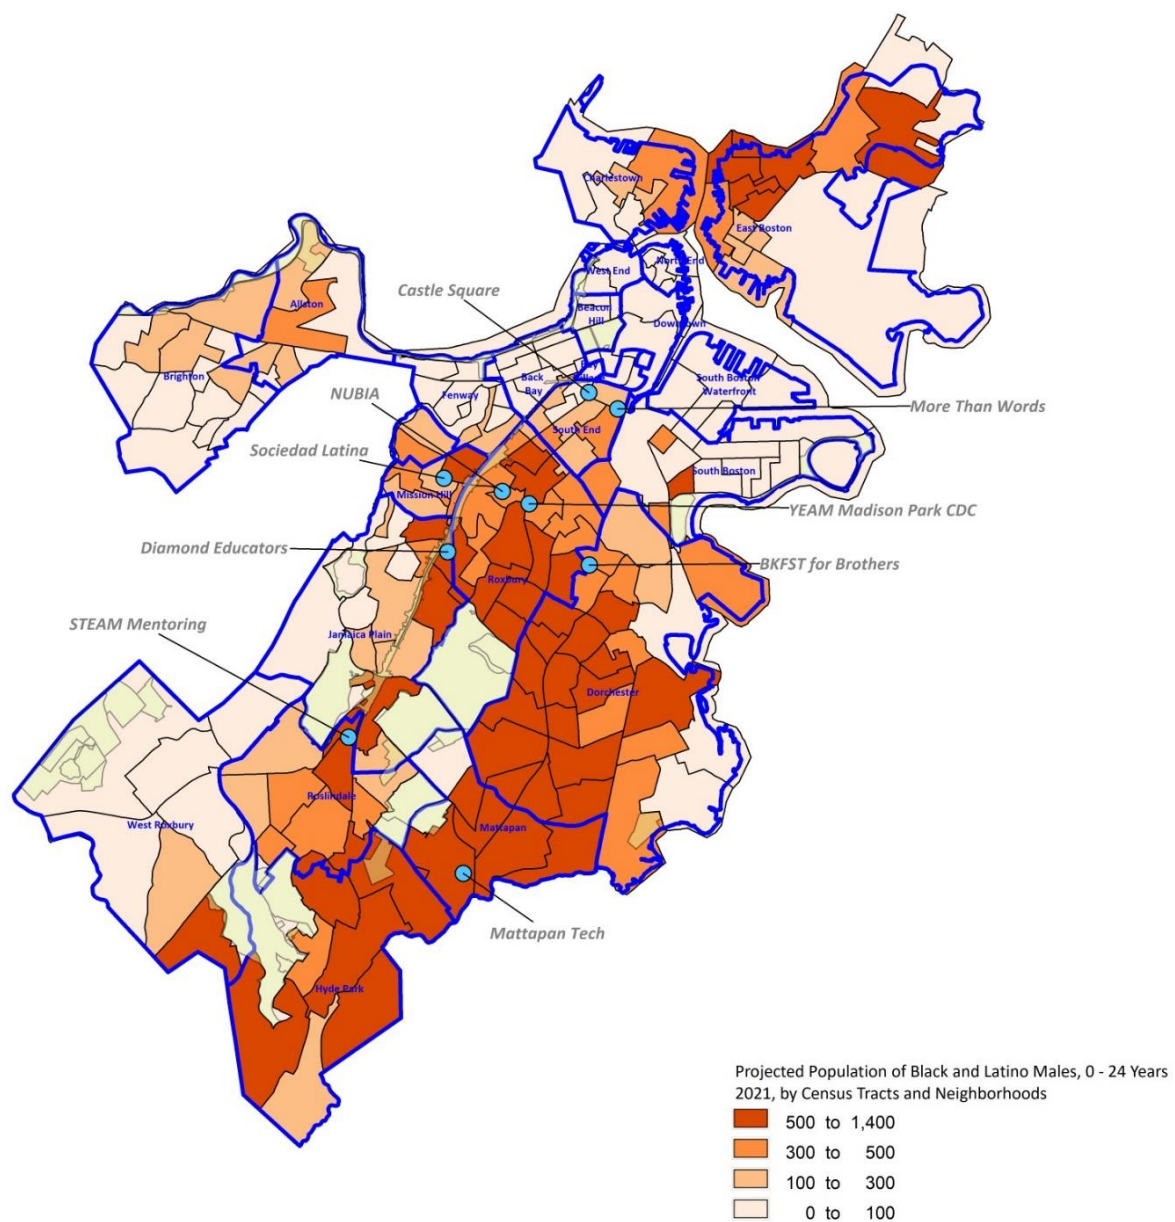 Charlestown
East Boston
West End
North End
Castle Square
Beacon
Hill
Allston
Downtown
Bay
Village
South Boston
Waterfront
Brighton
Back
Bay
NUBIA
Fenway
More Than Words
South End
Sociedad Latina
South Boston
Mission Hill
YEAM Madison Park CDC
Diamond Educators
BKFST for Brothers
Roxbury
STEAM Mentoring
Jamaica Plain
Dorchester
Roslindale
West Roxbury
Mattapan
Mattapan Tech
Hyde Park
Projected Population of Black and Latino Males, 0 - 24 Years
2021, by Census Tracts and Neighborhoods
500 to 1,400
300 to 500
100 to 300
0 to 100